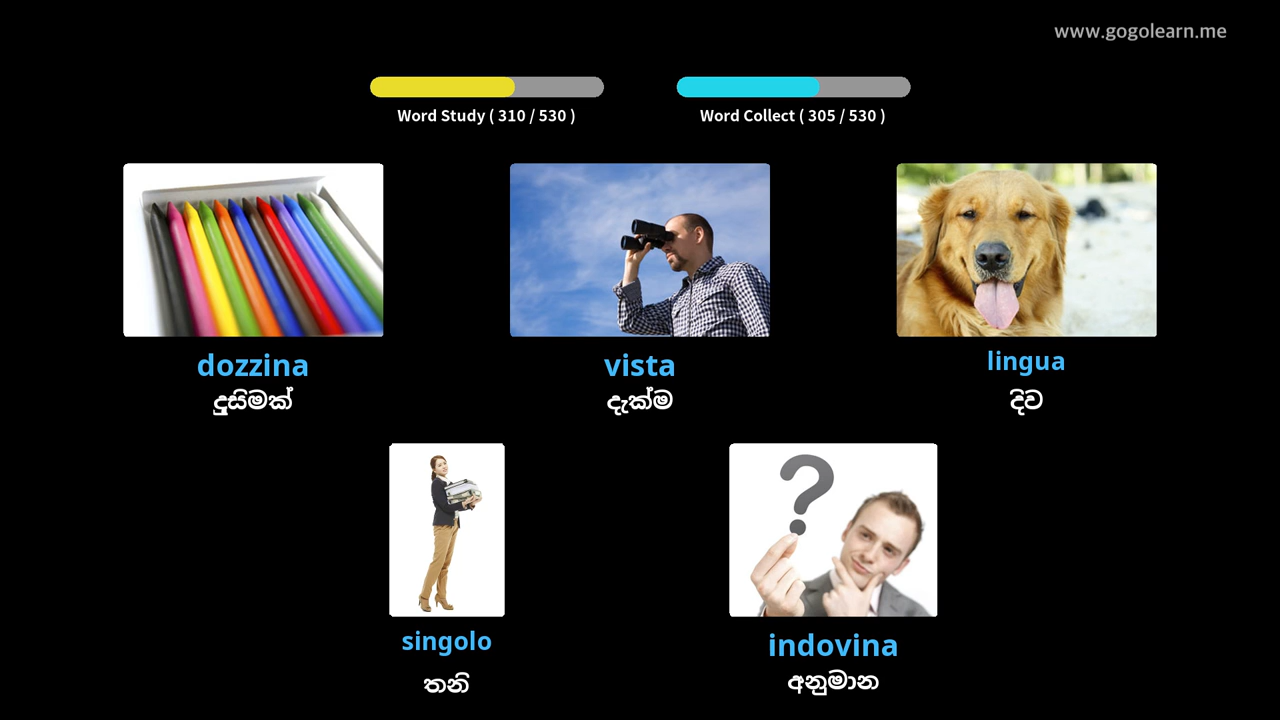 www.gogolearn.me
Word Study ( 310 / 530 )
Word Collect ( 305 / 530 )
dozzina
දුසිමක්
vista
දැක්ම
lingua
දිව
singolo
තනි
indovina
අනුමාන